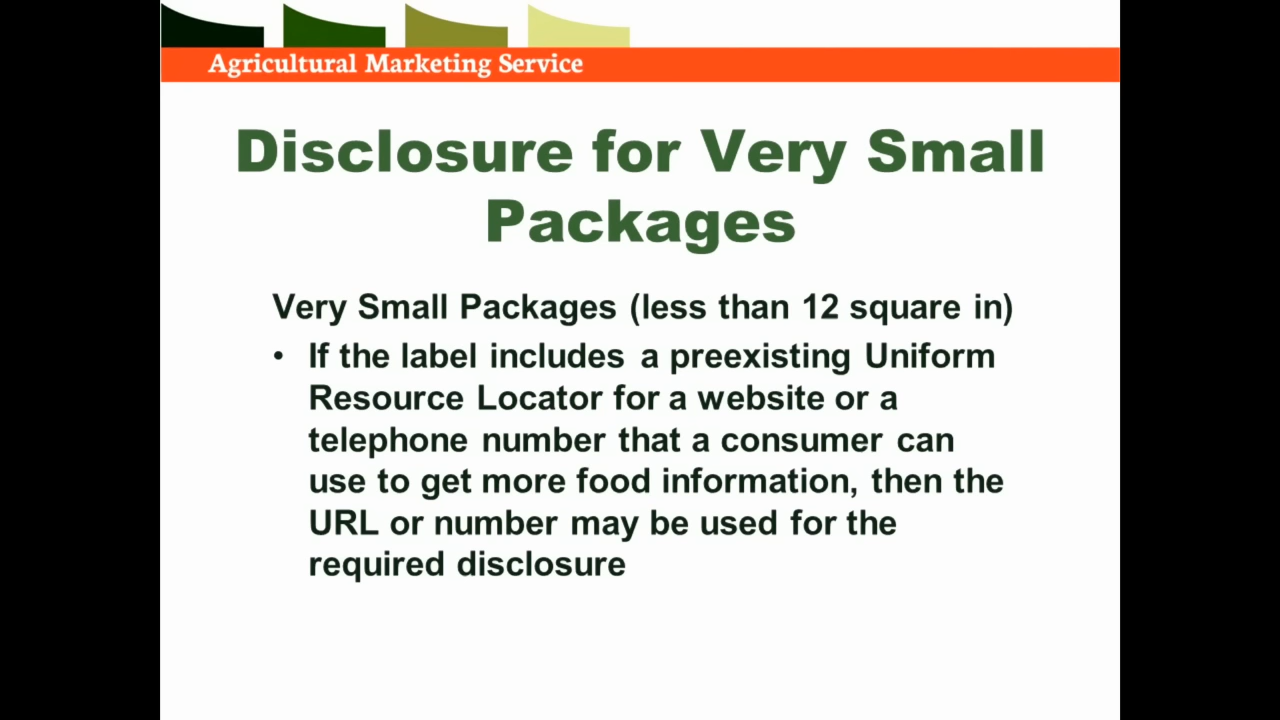 Agricultural Marketing Service
Disclosure for Very Small
Packages
Very Small Packages (less than 12 square in)
• If the label includes a preexisting Uniform
Resource Locator for a website or a
telephone number that a consumer can
use to get more food information, then the
URL or number may be used for the
required disclosure